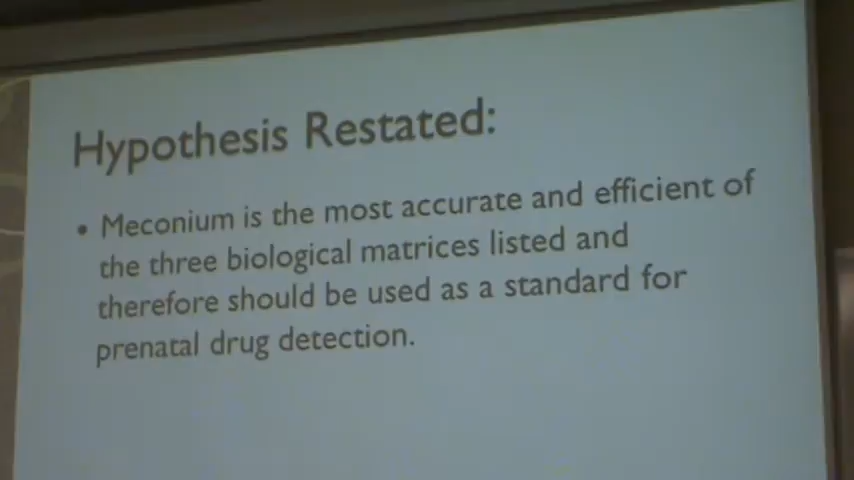 Hypothesis Restated:
• Meconium is the most accurate and efficient of
the three biological matrices listed and
therefore should be used as a standard for
prenatal drug detection.